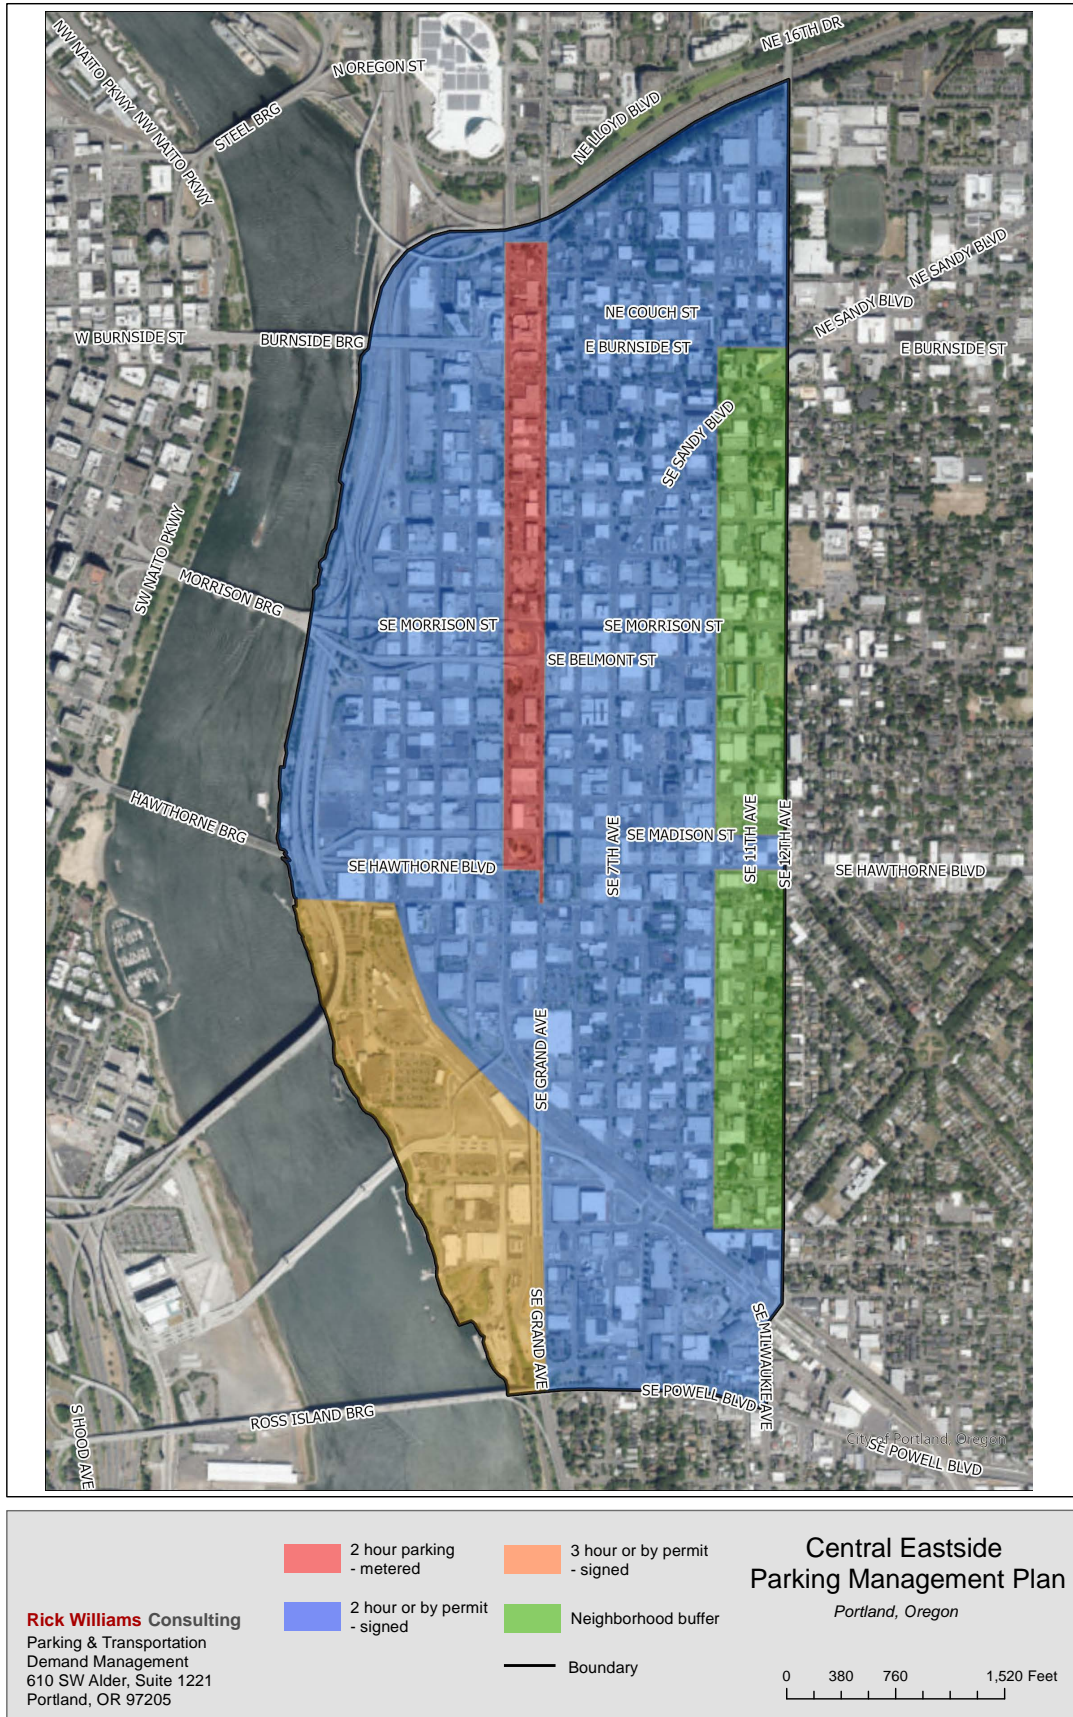 NE 16TH DR
N OREGON ST
NW NAITO PKWY
NW NAITO PKWY
STEEL BRG
NE LLOYD BLVD
NE SANDY BLVD
NE SANDY BLVD
NE COUCH ST
W BURNSIDE ST
BURNSIDE BRG
E BURNSIDE ST
E BURNSIDE ST
SE SANDY BLVD
SW NAITO PKWY
MORRISON BRG
SE MORRISON ST
SE MORRISON ST
SE BELMONT ST
HAWTHORNE BRG
SE 7TH AVE
SE MADISON ST
SE 11TH AVE
SE 12TH AVE
SE HAWTHORNE BLVD
SE HAWTHORNE BLVD
SE GRAND AVE
SE GRAND AVE
SE MILWAUKIE AVE
SE POWELL BLVD
ROSS ISLAND BRG
S HOOD AVE
City of Portland, Oregon
SE POWELL BLVD
Rick Williams Consulting
Parking & Transportation
Demand Management
610 SW Alder, Suite 1221
Portland, OR 97205
2 hour parking
- metered
2 hour or by permit
- signed
3 hour or by permit
- signed
Neighborhood buffer
Boundary
Central Eastside
Parking Management Plan
Portland, Oregon
0 380 760 1,520 Feet